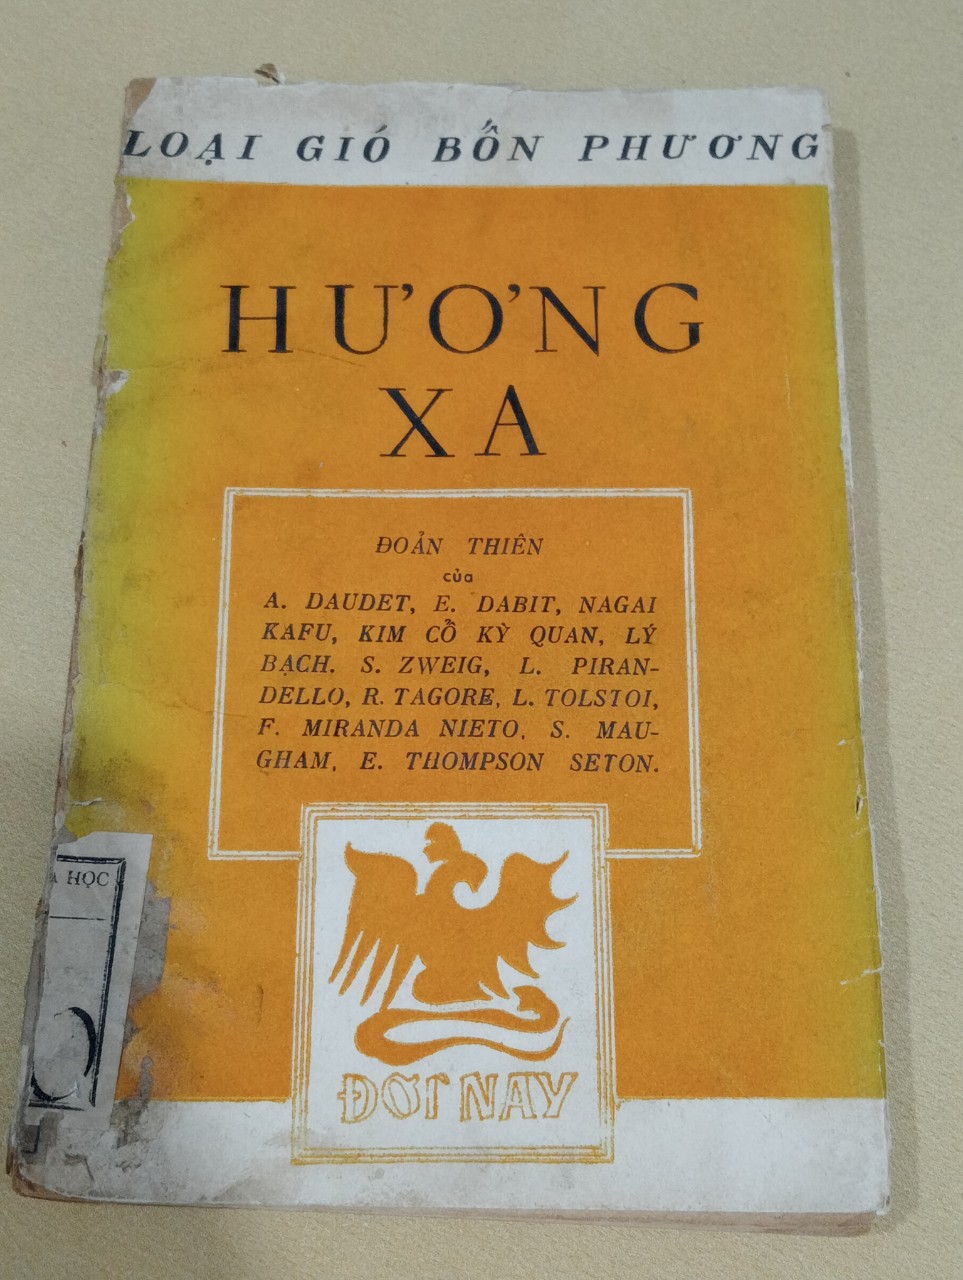 LOẠI GIÓ BỐN PHƯƠNG
HƯƠNG
XA
ĐOẢN THIÊN
của
A. DAUDET, E. DABIT, NAGAI
KAFU, KIM CỔ KỲ QUAN, LÝ
BẠCH. S. ZWEIG, L. PIRAN-
DELLO, R. TAGORE, L. TOLSTOI,
F. MIRANDA NIETO, S. MAU-
GHAM, E. THOMPSON SETON.
HỌC
ĐỜI NAY